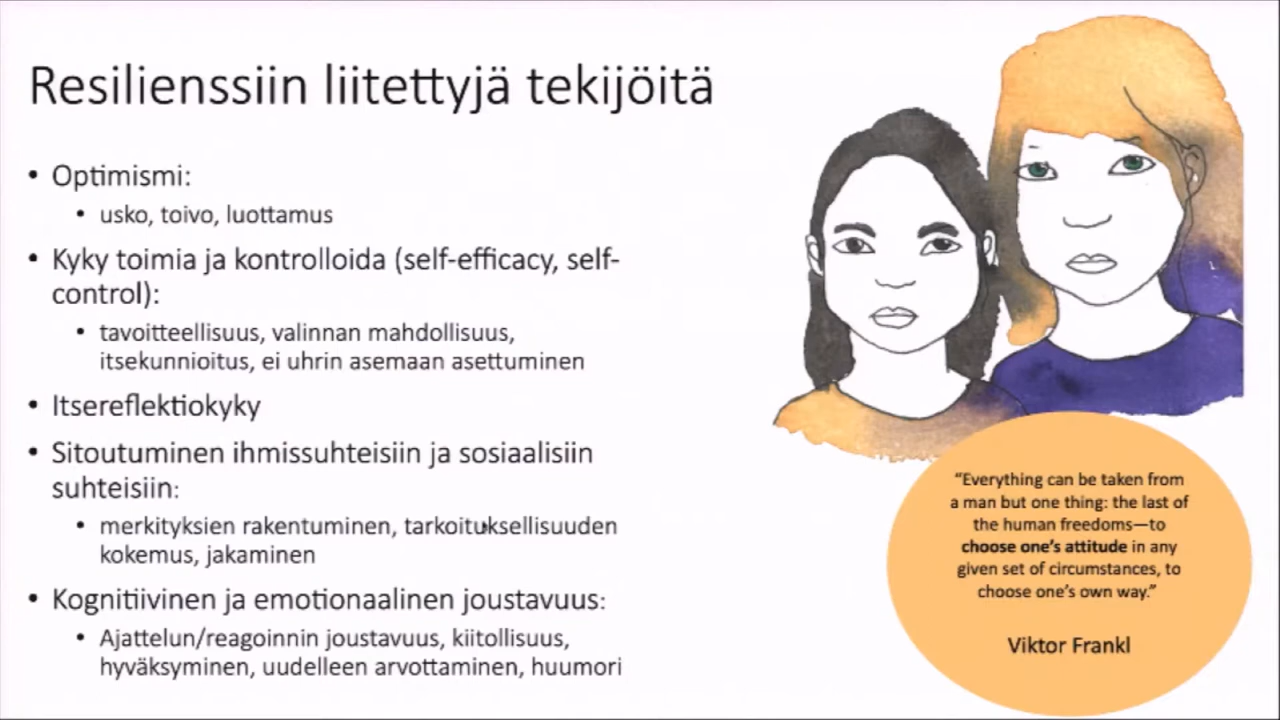 Resilienssiin liitettyjä tekijöitä
• Optimismi:
• usko, toivo, luottamus
• Kyky toimia ja kontrolloida (self-efficacy, self-
control):
• tavoitteellisuus, valinnan mahdollisuus,
itsekunnioitus, ei uhrin asemaan asettuminen
• Itsereflektiokyky
• Sitoutuminen ihmissuhteisiin ja sosiaalisiin
suhteisiin:
• merkityksien rakentuminen, tarkoituksellisuuden
kokemus, jakaminen
• Kognitiivinen ja emotionaalinen joustavuus:
• Ajattelun/reagoinnin joustavuus, kiitollisuus,
hyväksyminen, uudelleen arvottaminen, huumori
“Everything can be taken from
a man but one thing: the last of
the human freedoms—to
choose one’s attitude in any
given set of circumstances, to
choose one’s own way.”
Viktor Frankl